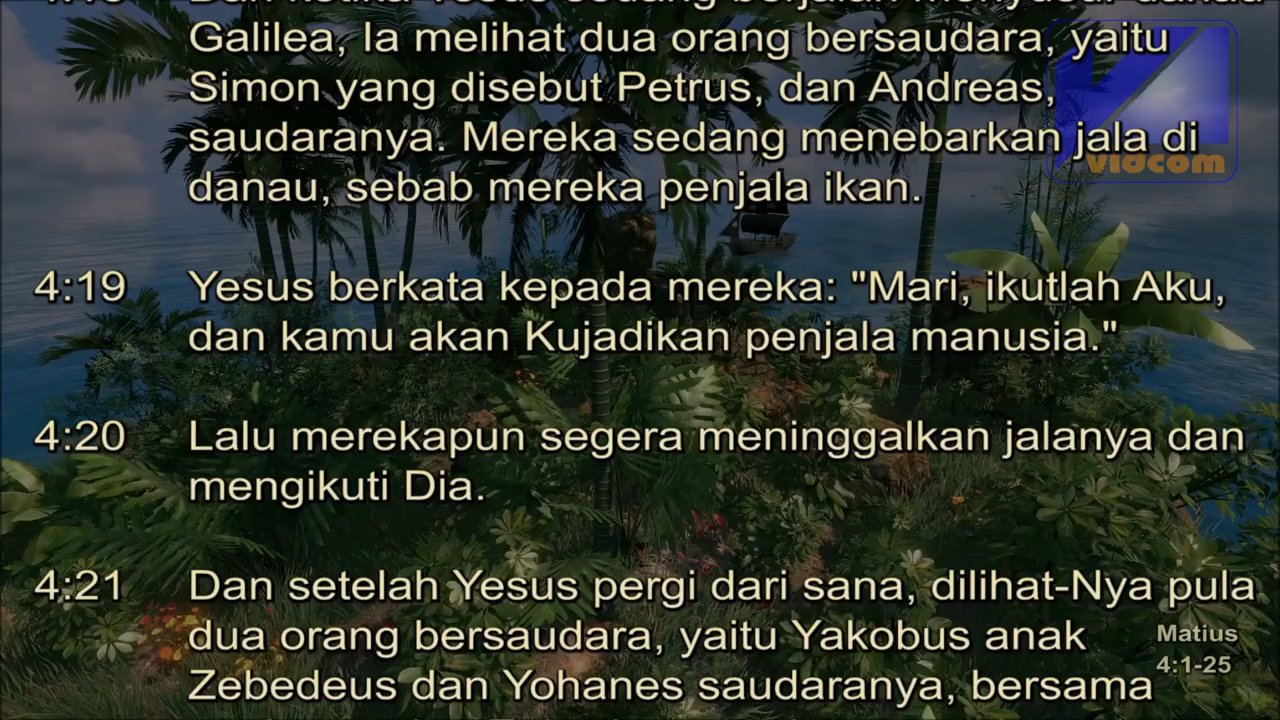 Galilea, Ia melihat dua orang bersaudara, yaitu
Simon yang disebut Petrus, dan Andreas,
saudaranya. Mereka sedang menebarkan jala di
danau, sebab mereka penjala ikan.
4:19 Yesus berkata kepada mereka: "Mari, ikutlah Aku,
dan kamu akan Kujadikan penjala manusia."
4:20 Lalu merekapun segera meninggalkan jalanya dan
mengikuti Dia.
4:21 Dan setelah Yesus pergi dari sana, dilihat-Nya pula
dua orang bersaudara, yaitu Yakobus anak
Zebedeus dan Yohanes saudaranya, bersama
vidcom
Matius
4:1-25